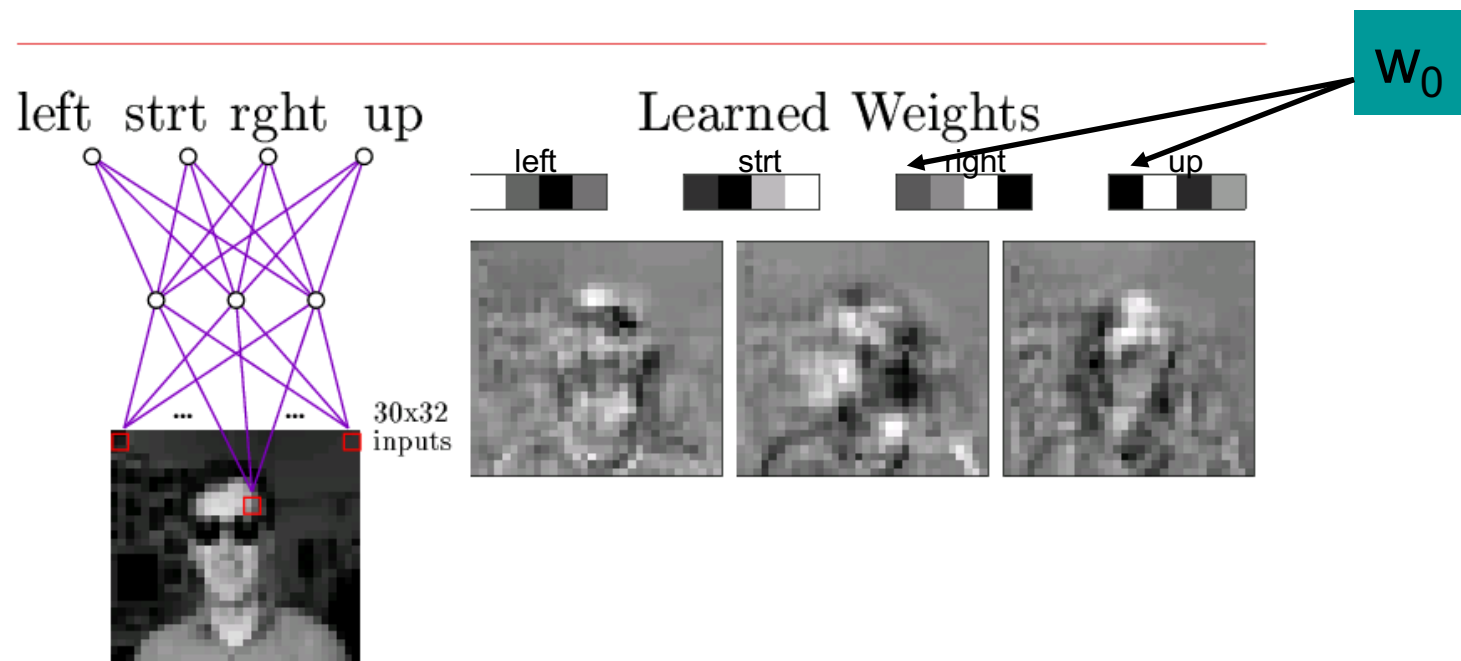 w₀
left strt rght up
Learned Weights
left strt right up
... ...
30x32
inputs